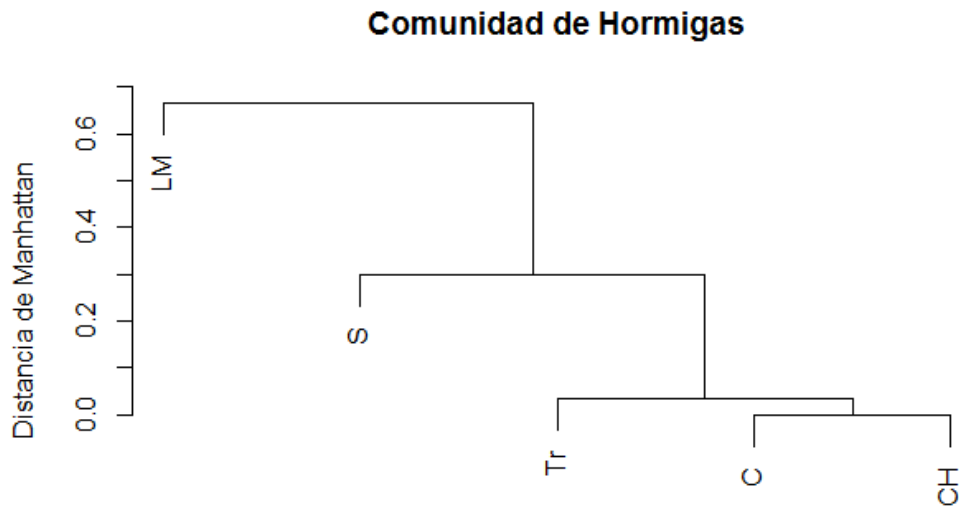 Comunidad de Hormigas
Distancia de Manhattan
0.6
0.4
0.2
0.0
LM
S
Tr
C
CH